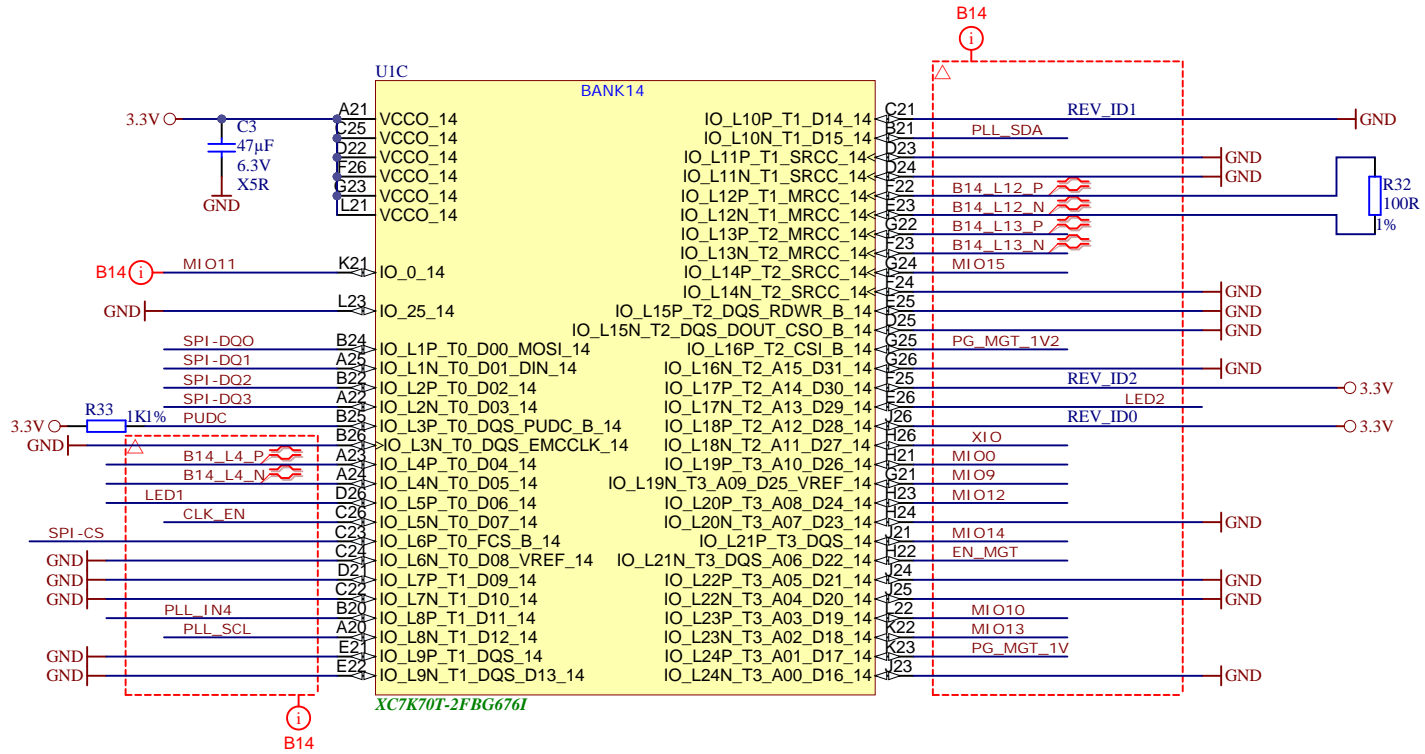 B14
i
U1C
BANK14
3.3V
C3
47µF
6.3V
X5R
GND
A21 VCCO_14
C25 VCCO_14
D22 VCCO_14
F26 VCCO_14
G23 VCCO_14
L21 VCCO_14
B14 i MIO11 K21 IO_0_14
GND L23 IO_25_14
SPI-DQ0 B24 IO_L1P_T0_D00_MOSI_14
SPI-DQ1 A25 IO_L1N_T0_D01_DIN_14
SPI-DQ2 B22 IO_L2P_T0_D02_14
SPI-DQ3 A22 IO_L2N_T0_D03_14
3.3V R33 1K1% PUDC B25 IO_L3P_T0_DQS_PUDC_B_14
GND B26 IO_L3N_T0_DQS_EMCCLK_14
B14_L4_P A23 IO_L4P_T0_D04_14
B14_L4_N A24 IO_L4N_T0_D05_14
LED1 D26 IO_L5P_T0_D06_14
CLK_EN C26 IO_L5N_T0_D07_14
SPI-CS C23 IO_L6P_T0_FCS_B_14
GND C24 IO_L6N_T0_D08_VREF_14
GND D21 IO_L7P_T1_D09_14
GND C22 IO_L7N_T1_D10_14
PLL_IN4 B20 IO_L8P_T1_D11_14
PLL_SCL A20 IO_L8N_T1_D12_14
GND E21 IO_L9P_T1_DQS_14
GND E22 IO_L9N_T1_DQS_D13_14
IO_L10P_T1_D14_14 C21 REV_ID1 GND
IO_L10N_T1_D15_14 B21 PLL_SDA
IO_L11P_T1_SRCC_14 D23 GND
IO_L11N_T1_SRCC_14 D24 GND
IO_L12P_T1_MRCC_14 F22 B14_L12_P
IO_L12N_T1_MRCC_14 E23 B14_L12_N
R32
100R
1%
IO_L13P_T2_MRCC_14 G22 B14_L13_P
IO_L13N_T2_MRCC_14 F23 B14_L13_N
IO_L14P_T2_SRCC_14 G24 MIO15
IO_L14N_T2_SRCC_14 F24 GND
IO_L15P_T2_DQS_RDWR_B_14 E25 GND
IO_L15N_T2_DQS_DOUT_CSO_B_14 D25 GND
IO_L16P_T2_CSI_B_14 G25 PG_MGT_1V2
IO_L16N_T2_A15_D31_14 G26 GND
IO_L17P_T2_A14_D30_14 F25 REV_ID2 3.3V
IO_L17N_T2_A13_D29_14 E26 LED2
IO_L18P_T2_A12_D28_14 J26 REV_ID0 3.3V
IO_L18N_T2_A11_D27_14 H26 XIO
IO_L19P_T3_A10_D26_14 H21 MIO0
IO_L19N_T3_A09_D25_VREF_14 G21 MIO9
IO_L20P_T3_A08_D24_14 H23 MIO12
IO_L20N_T3_A07_D23_14 H24 GND
IO_L21P_T3_DQS_14 J21 MIO14
IO_L21N_T3_DQS_A06_D22_14 H22 EN_MGT
IO_L22P_T3_A05_D21_14 J24 GND
IO_L22N_T3_A04_D20_14 J25 GND
IO_L23P_T3_A03_D19_14 L22 MIO10
IO_L23N_T3_A02_D18_14 K22 MIO13
IO_L24P_T3_A01_D17_14 K23 PG_MGT_1V
IO_L24N_T3_A00_D16_14 J23 GND
XC7K70T-2FBG676I
i
B14